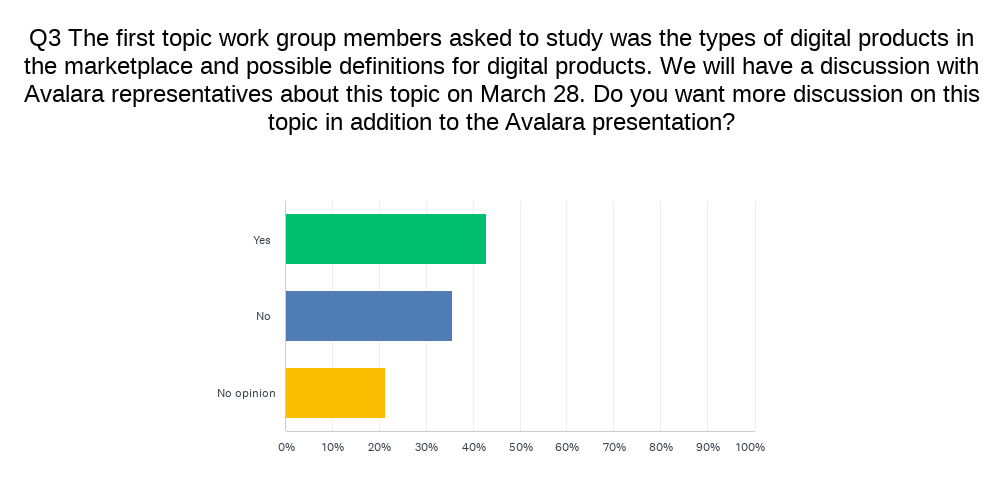 Q3 The first topic work group members asked to study was the types of digital products in
the marketplace and possible definitions for digital products. We will have a discussion with
Avalara representatives about this topic on March 28. Do you want more discussion on this
topic in addition to the Avalara presentation?
Yes
No
No opinion
0% 10% 20% 30% 40% 50% 60% 70% 80% 90% 100%